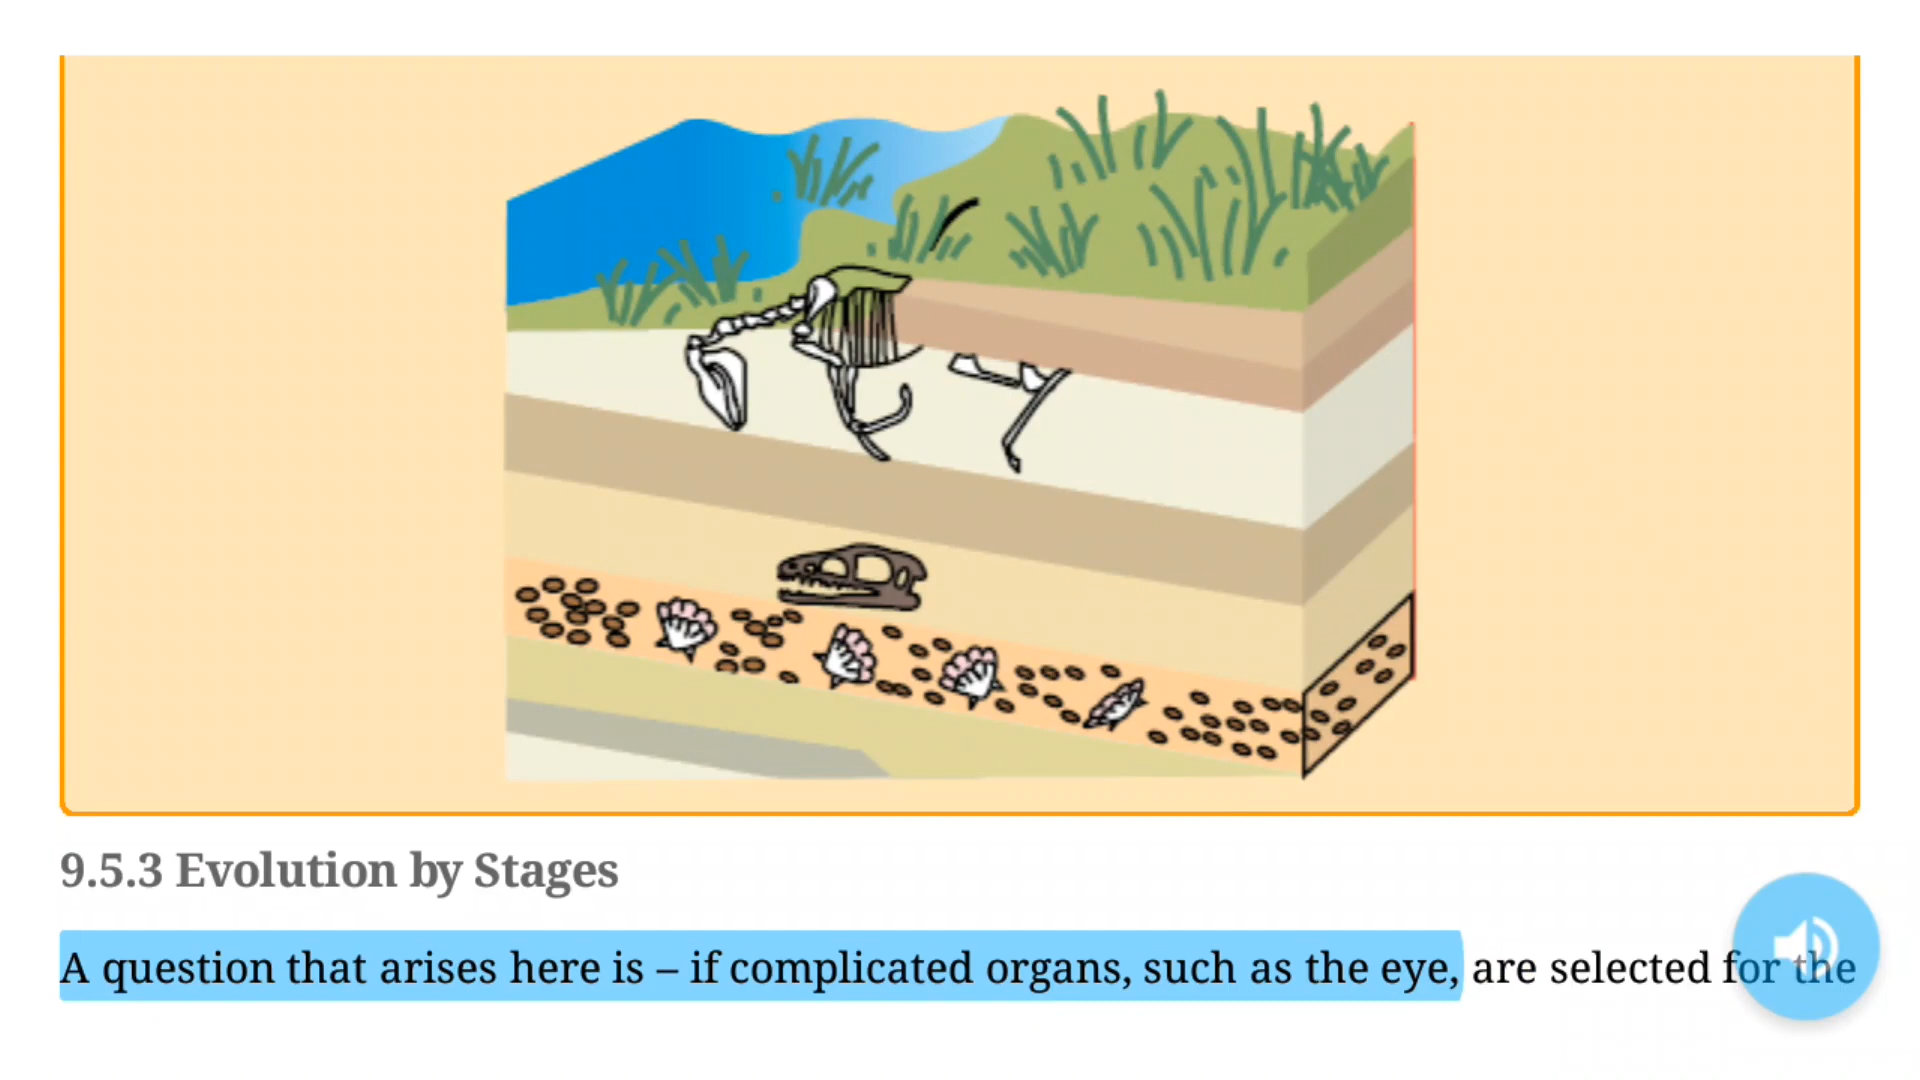 9.5.3 Evolution by Stages
A question that arises here is – if complicated organs, such as the eye, are selected for the